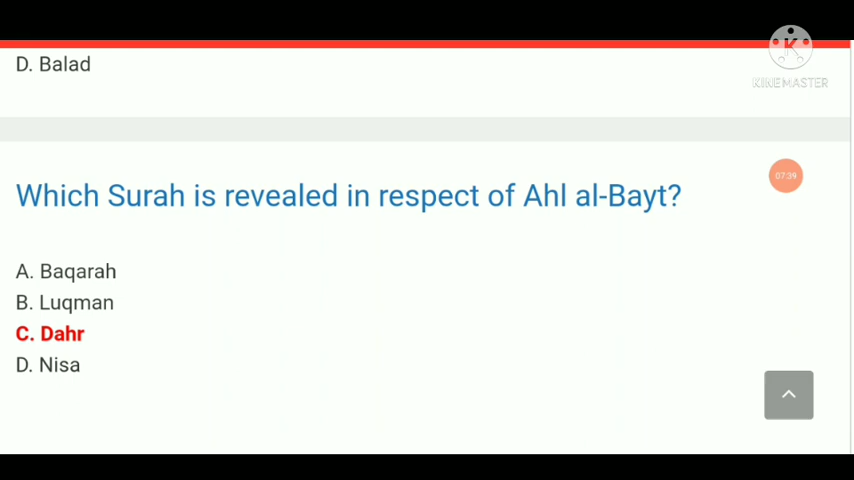 D. Balad
KINEMASTER
07:39
Which Surah is revealed in respect of Ahl al-Bayt?
A. Baqarah
B. Luqman
C. Dahr
D. Nisa